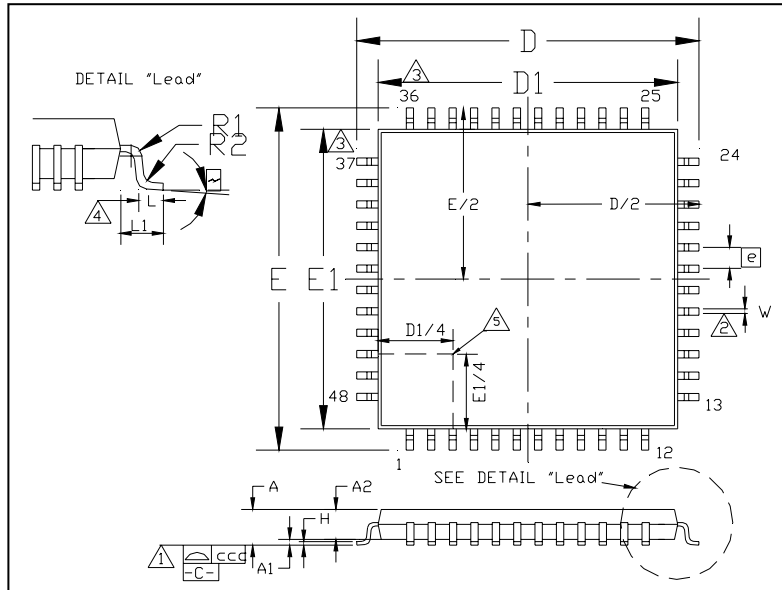 D
DETAIL "Lead"
3
D1
36
25
R1
R2
3
37
24
E/2
D/2
4
L
L1
e
E
E1
W
2
D1/4
5
E1/4
48
13
1
12
SEE DETAIL "Lead"
A
A2
H
1
ccc
-C-
A1